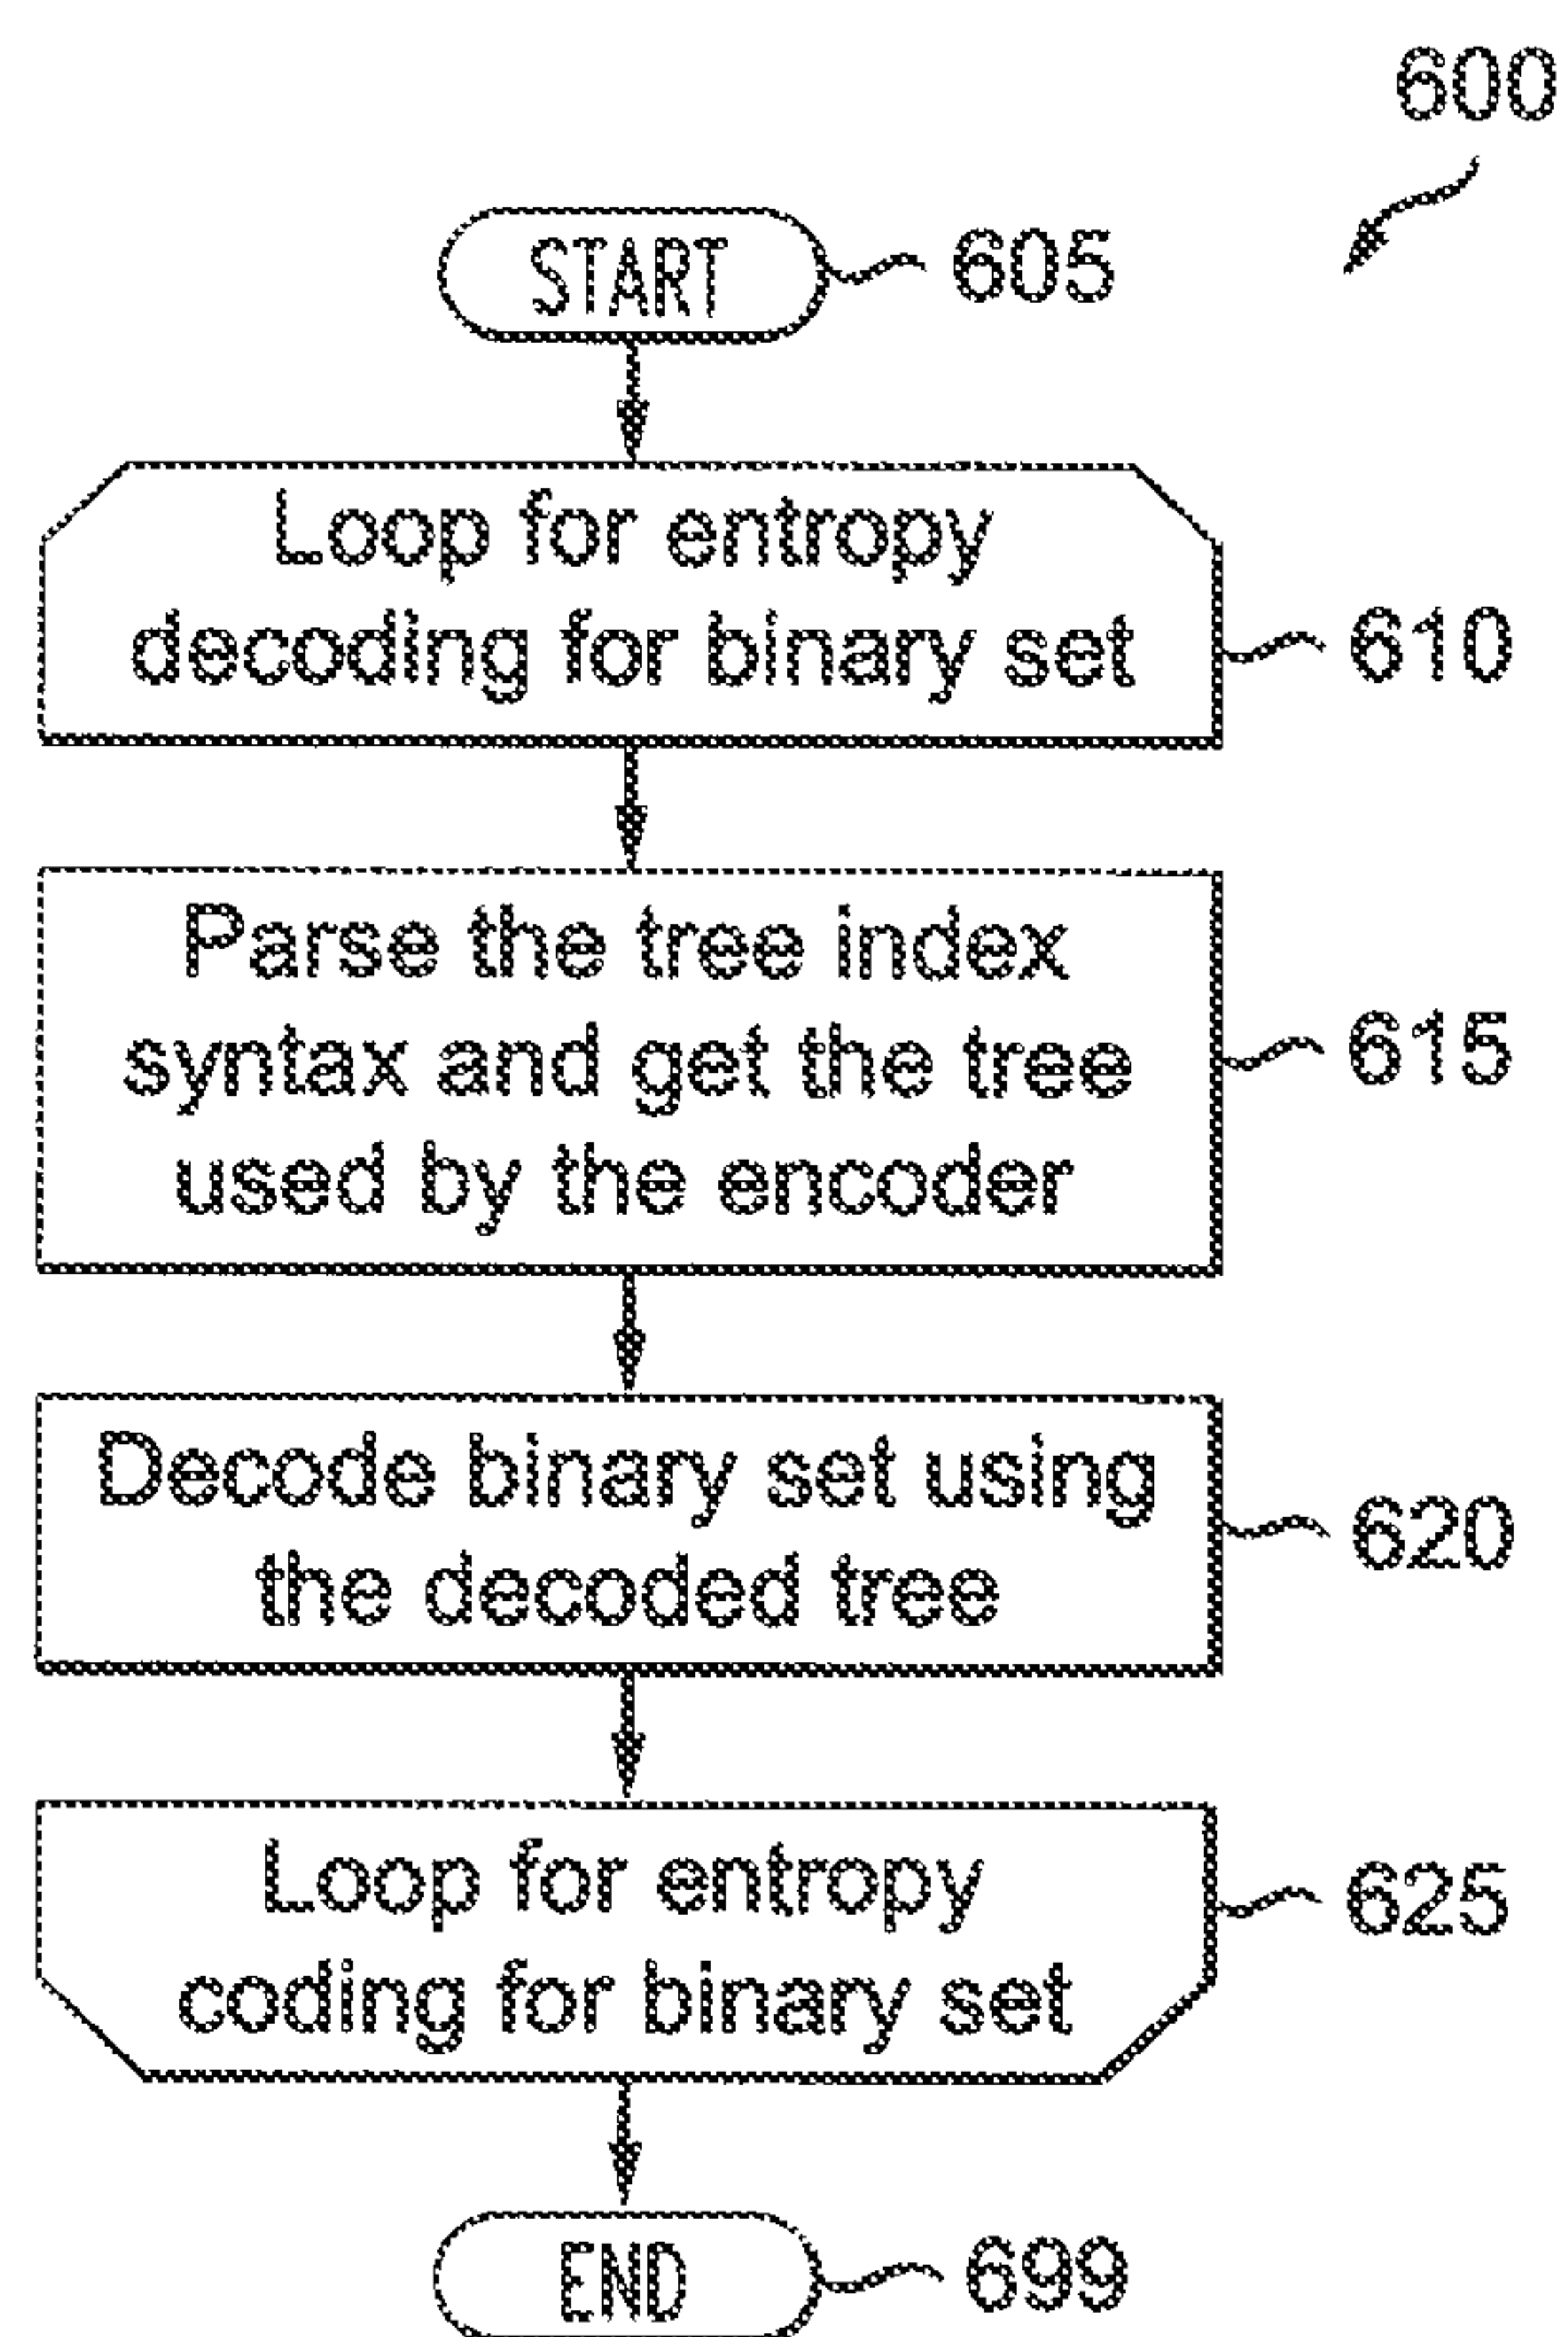 600
START 605
Loop for entropy
decoding for binary set 610
Parse the tree index
syntax and get the tree 615
used by the encoder
Decode binary set using
the decoded tree 620
Loop for entropy
coding for binary set 625
END 699